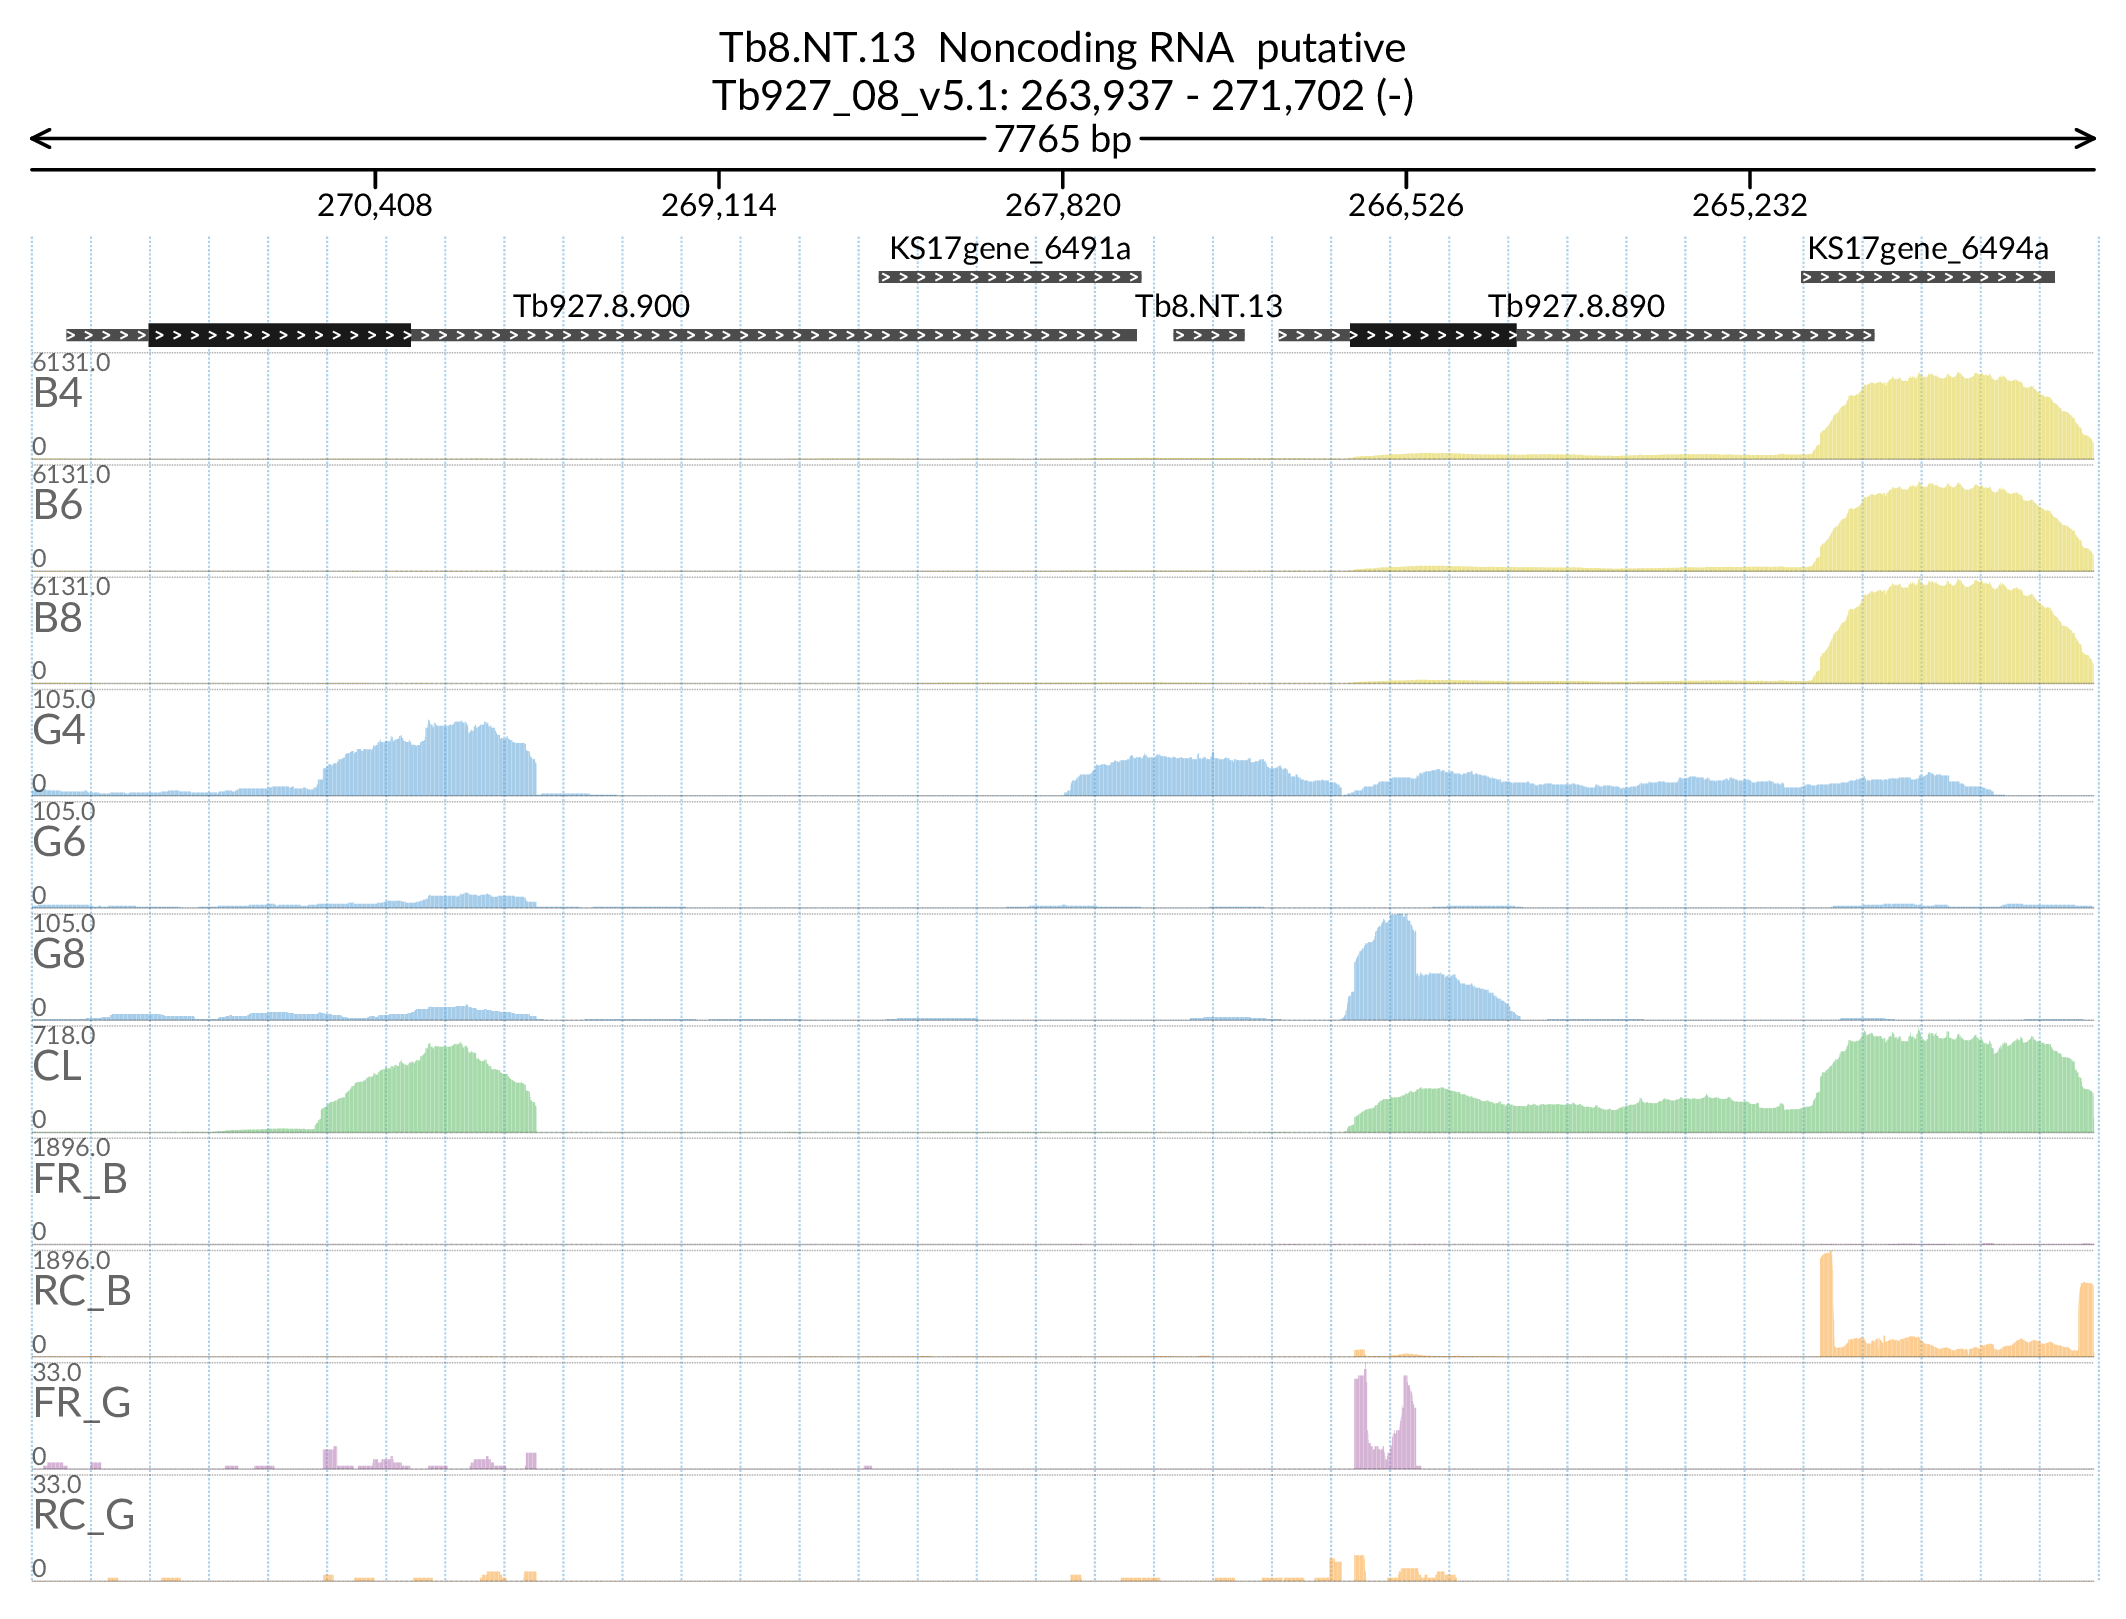 Tb8.NT.13 Noncoding RNA putative
Tb927_08_v5.1: 263,937 - 271,702 (-)
7765 bp
270,408 269,114 267,820 266,526 265,232
KS17gene_6491a KS17gene_6494a
Tb927.8.900 Tb8.NT.13 Tb927.8.890
6131.0
B4
0
6131.0
B6
0
6131.0
B8
0
105.0
G4
0
105.0
G6
0
105.0
G8
0
718.0
CL
0
1896.0
FR_B
0
1896.0
RC_B
0
33.0
FR_G
0
33.0
RC_G
0